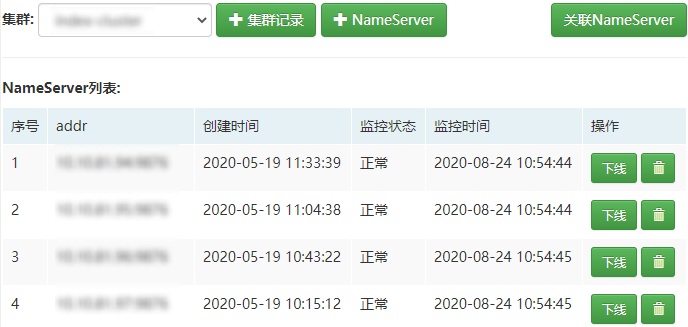 集群: + 集群记录 + NameServer 关联NameServer
NameServer列表:
序号 addr 创建时间 监控状态 监控时间 操作
1 2020-05-19 11:33:39 正常 2020-08-24 10:54:44 下线
2 2020-05-19 11:04:38 正常 2020-08-24 10:54:44 下线
3 2020-05-19 10:43:22 正常 2020-08-24 10:54:45 下线
4 2020-05-19 10:15:12 正常 2020-08-24 10:54:45 下线